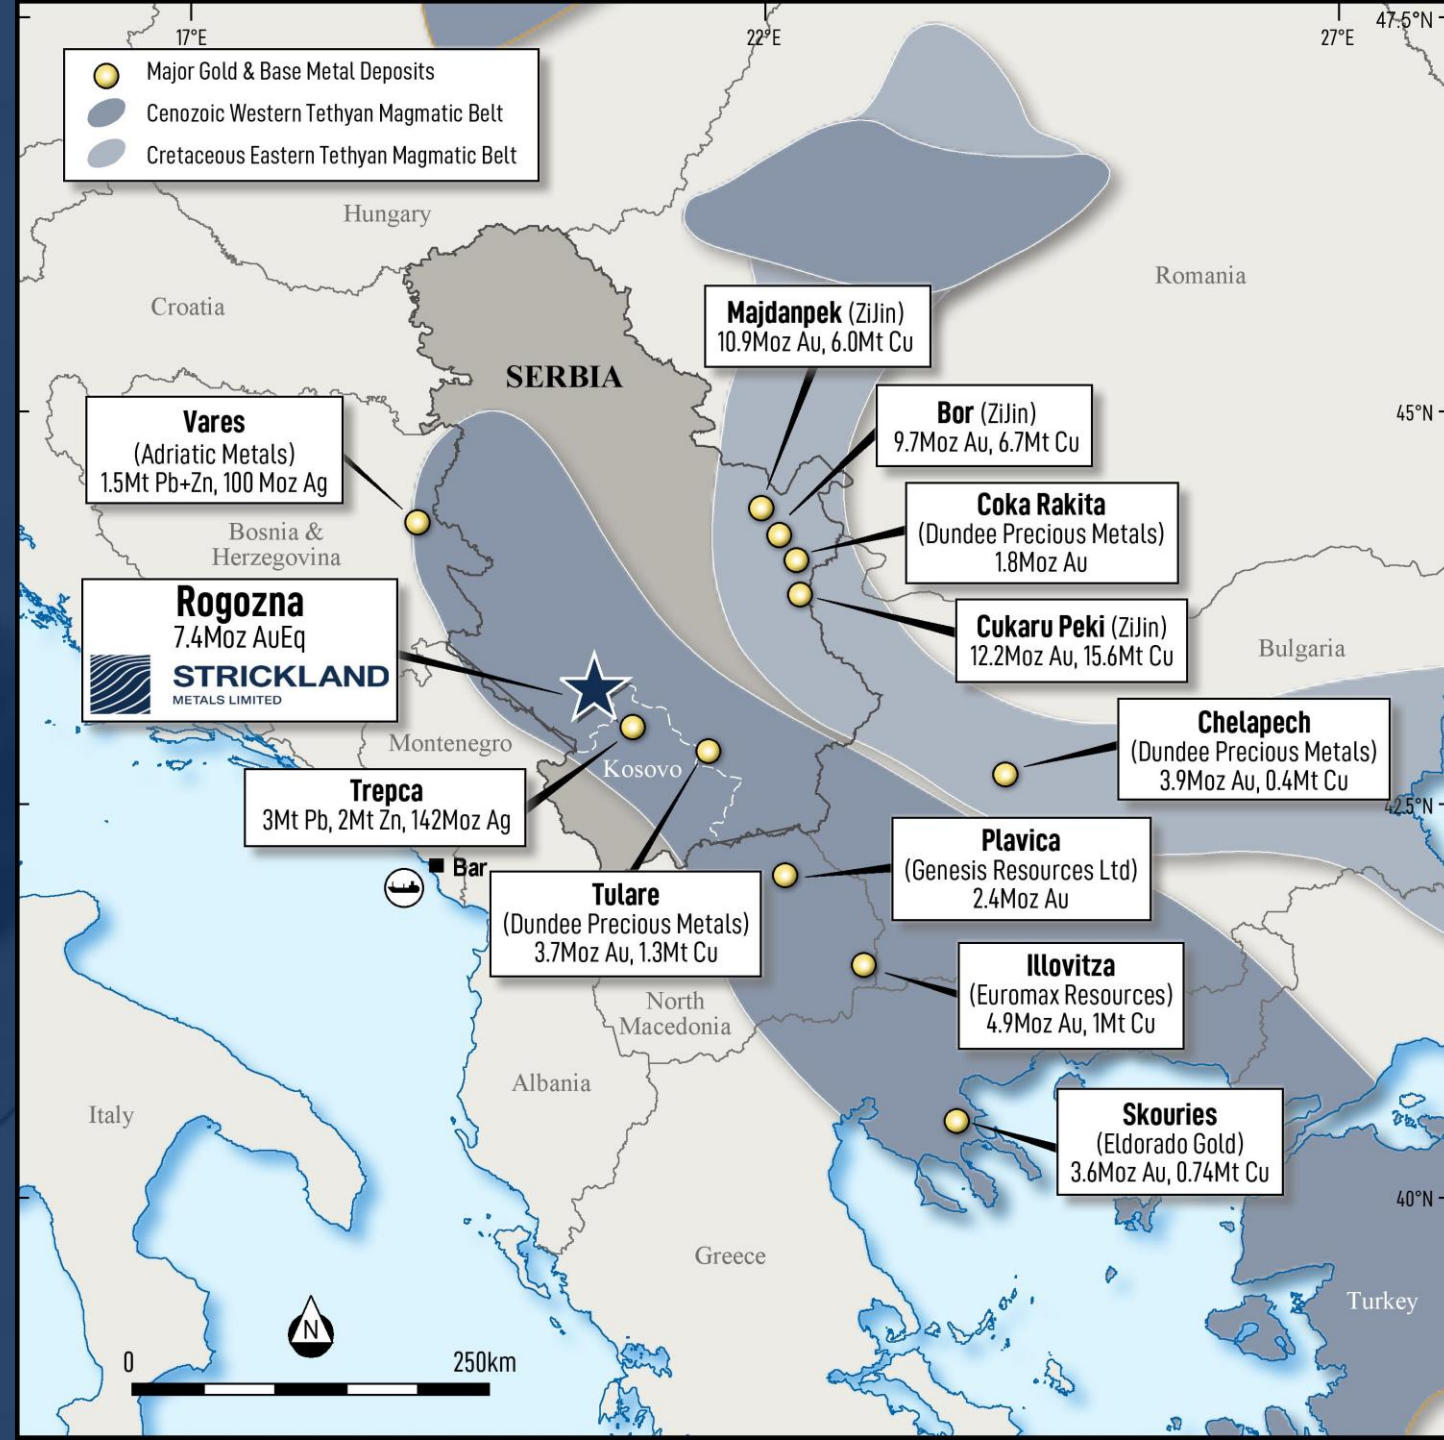 17°E
22°E
27°E
47.5°N
Major Gold & Base Metal Deposits
Cenozoic Western Tethyan Magmatic Belt
Cretaceous Eastern Tethyan Magmatic Belt
Hungary
Croatia
Romania
Majdanpek (ZiJin)
10.9Moz Au, 6.0Mt Cu
SERBIA
45°N
Bor (ZiJin)
9.7Moz Au, 6.7Mt Cu
Vares
(Adriatic Metals)
1.5Mt Pb+Zn, 100 Moz Ag
Coka Rakita
(Dundee Precious Metals)
1.8Moz Au
Bosnia &
Herzegovina
Rogozna
7.4Moz AuEq
STRICKLAND
METALS LIMITED
Cukaru Peki (ZiJin)
12.2Moz Au, 15.6Mt Cu
Bulgaria
Montenegro
Kosovo
Chelapech
(Dundee Precious Metals)
3.9Moz Au, 0.4Mt Cu
42.5°N
Trepca
3Mt Pb, 2Mt Zn, 142Moz Ag
Bar
Plavica
(Genesis Resources Ltd)
2.4Moz Au
Tulare
(Dundee Precious Metals)
3.7Moz Au, 1.3Mt Cu
Illovitza
(Euromax Resources)
4.9Moz Au, 1Mt Cu
North
Macedonia
Albania
Italy
Skouries
(Eldorado Gold)
3.6Moz Au, 0.74Mt Cu
40°N
Greece
Turkey
N
0
250km